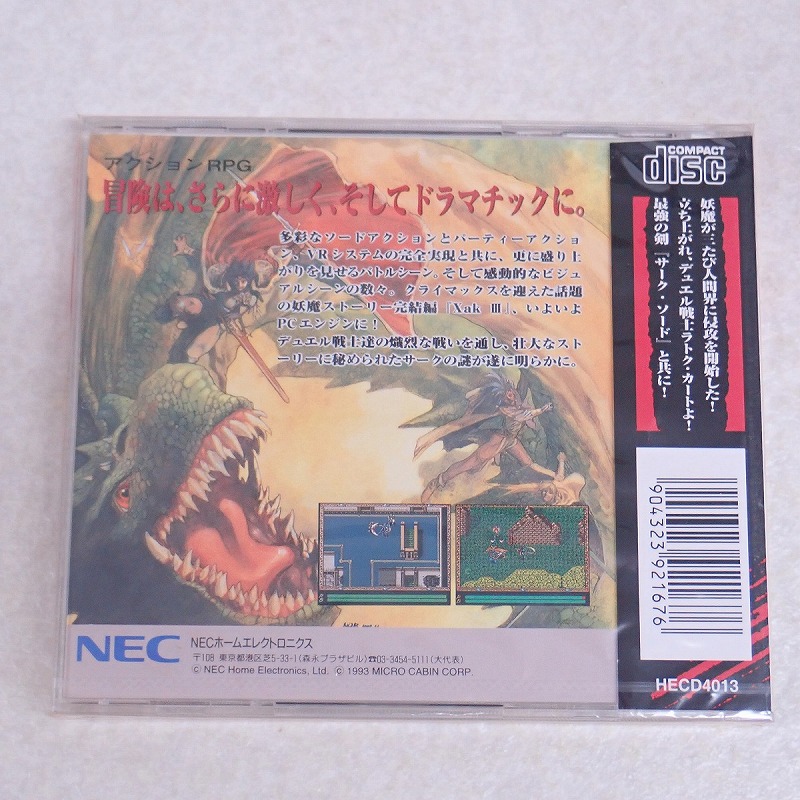 アクションRPG
冒険は、さらに激しく、そしてドラマチックに。
多彩なソードアクションとパーティーアクショ
ン、VRシステムの完全実現と共に、更に盛り上
がりを見せるバトルシーン。そして感動的なビジュ
アルシーンの数々。クライマックスを迎えた話題
の妖魔ストーリー完結編『Xak Ⅲ』、いよいよ
PCエンジンに!
デュエル戦士達の熾烈な戦いを通し、壮大なスト
ーリーに秘められたサークの謎が遂に明らかに。
NEC
NECホームエレクトロニクス
〒108 東京都港区芝5-33-1(森永プラザビル)☎03-3454-5111(大代表)
© NEC Home Electronics, Ltd. © 1993 MICRO CABIN CORP.
COMPACT
disc
妖魔が三たび人間界に侵攻を開始した!
立ち上がれ、デュエル戦士ラトク・カートよ!
最強の剣『サーク・ソード』と共に!
9043239216​76
HECD4013